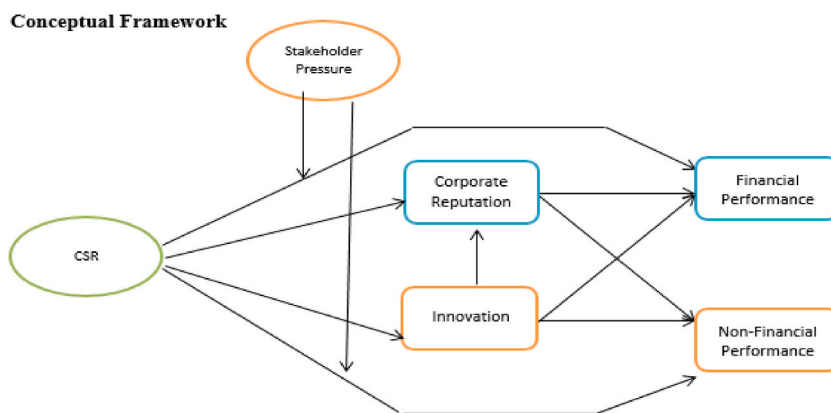 Conceptual Framework
Stakeholder
Pressure
Corporate
Reputation
Financial
Performance
CSR
Innovation
Non-Financial
Performance